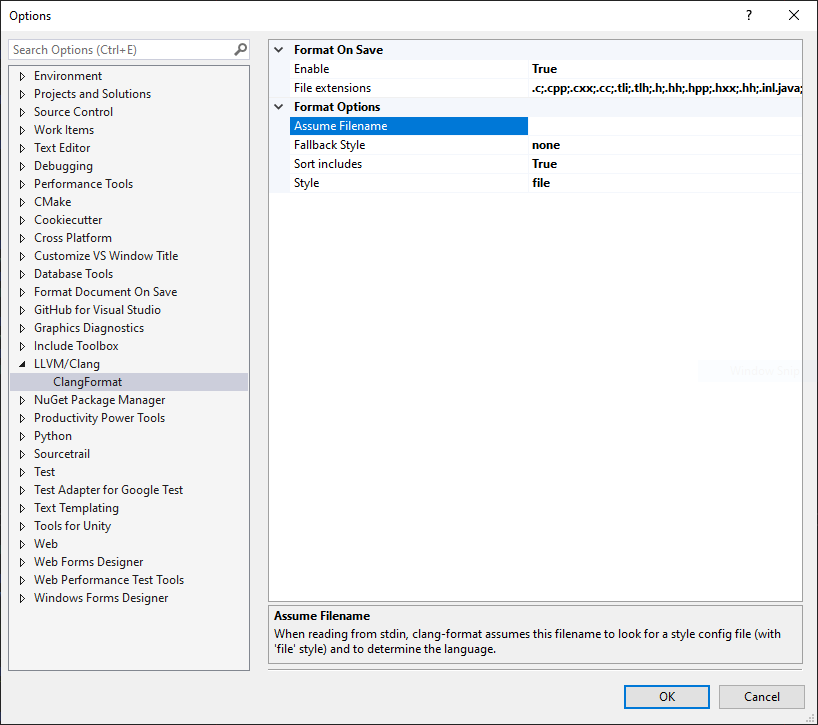 Options
Search Options (Ctrl+E)
Environment
Projects and Solutions
Source Control
Work Items
Text Editor
Debugging
Performance Tools
CMake
Cookiecutter
Cross Platform
Customize VS Window Title
Database Tools
Format Document On Save
GitHub for Visual Studio
Graphics Diagnostics
Include Toolbox
LLVM/Clang
ClangFormat
NuGet Package Manager
Productivity Power Tools
Python
Sourcetrail
Test
Test Adapter for Google Test
Text Templating
Tools for Unity
Web
Web Forms Designer
Web Performance Test Tools
Windows Forms Designer
Format On Save
Enable True
File extensions .c;.cpp;.cxx;.cc;.tli;.tlh;.h;.hh;.hpp;.hxx;.hh;.inl.java;
Format Options
Assume Filename
Fallback Style none
Sort includes True
Style file
Assume Filename
When reading from stdin, clang-format assumes this filename to look for a style config file (with
'file' style) and to determine the language.
OK Cancel